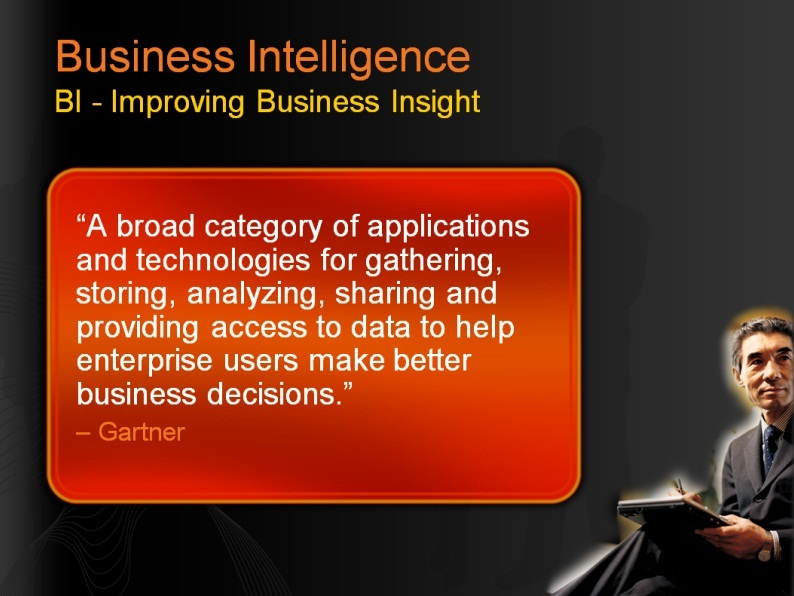 Business Intelligence
BI - Improving Business Insight
“A broad category of applications
and technologies for gathering,
storing, analyzing, sharing and
providing access to data to help
enterprise users make better
business decisions.”
– Gartner